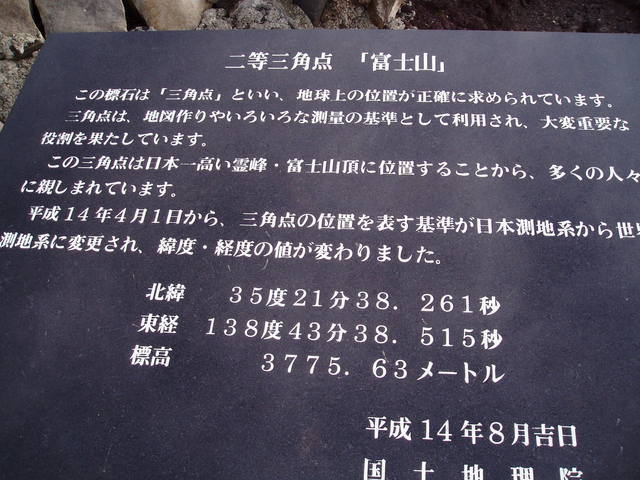 二等三角点　「富士山」
この標石は「三角点」といい、地球上の位置が正確に求められています。
三角点は、地図作りやいろいろな測量の基準として利用され、大変重要な
役割を果たしています。
この三角点は日本一高い霊峰・富士山頂に位置することから、多くの人々
に親しまれています。
平成１４年４月１日から、三角点の位置を表す基準が日本測地系から世界
測地系に変更され、緯度・経度の値が変わりました。
北緯　３５度２１分３８．２６１秒
東経　１３８度４３分３８．５１５秒
標高　３７７５．６３メートル
平成１４年８月吉日
国土地理院